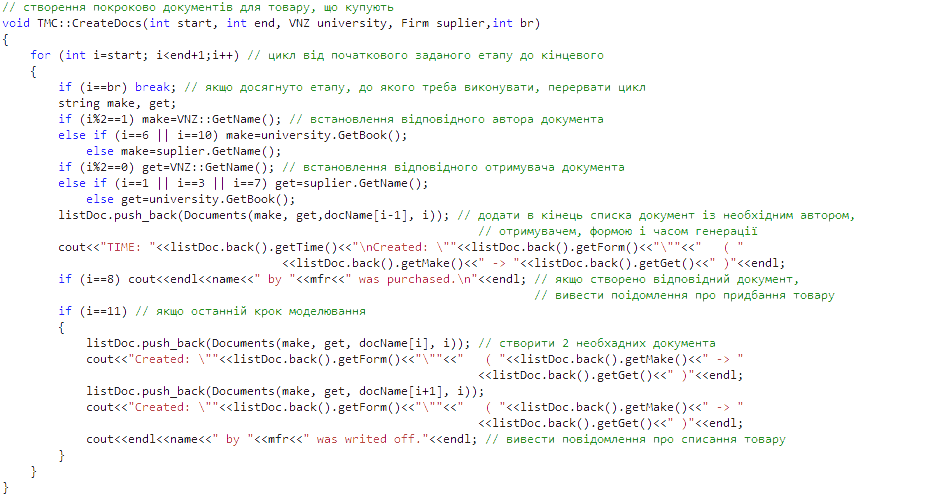 // створення покроково документів для товару, що купують
void TMC::CreateDocs(int start, int end, VNZ university, Firm suplier,int br)
{
    for (int i=start; i<end+1;i++) // цикл від початкового заданого етапу до кінцевого
    {
        if (i==br) break; // якщо досягнуто етапу, до якого треба виконувати, перервати цикл
        string make, get;
        if (i%2==1) make=VNZ::GetName(); // встановлення відповідного автора документа
        else if (i==6 || i==10) make=university.GetBook();
            else make=suplier.GetName();
        if (i%2==0) get=VNZ::GetName(); // встановлення відповідного отримувача документа
        else if (i==1 || i==3 || i==7) get=suplier.GetName();
            else get=university.GetBook();
        listDoc.push_back(Documents(make, get,docName[i-1], i)); // додати в кінець списка документ із необхідним автором,
                                                                    // отримувачем, формою і часом генерації
        cout<<"TIME: "<<listDoc.back().getTime()<<"\nCreated: \""<<listDoc.back().getForm()<<"\""<<"   ( "
                                        <<listDoc.back().getMake()<<" -> "<<listDoc.back().getGet()<<" )"<<endl;
        if (i==8) cout<<endl<<name<<" by "<<mfr<<" was purchased.\n"<<endl; // якщо створено відповідний документ,
                                                                            // вивести поідомлення про придбання товару
        if (i==11) // якщо останній крок моделювання
        {
            listDoc.push_back(Documents(make, get, docName[i], i)); // створити 2 необхадних документа
            cout<<"Created: \""<<listDoc.back().getForm()<<"\""<<"   ( "<<listDoc.back().getMake()<<" -> "
                                                                    <<listDoc.back().getGet()<<" )"<<endl;
            listDoc.push_back(Documents(make, get, docName[i+1], i));
            cout<<"Created: \""<<listDoc.back().getForm()<<"\""<<"   ( "<<listDoc.back().getMake()<<" -> "
                                                                    <<listDoc.back().getGet()<<" )"<<endl;
            cout<<endl<<name<<" by "<<mfr<<" was writed off."<<endl; // вивести повідомлення про списання товару
        }
    }
}